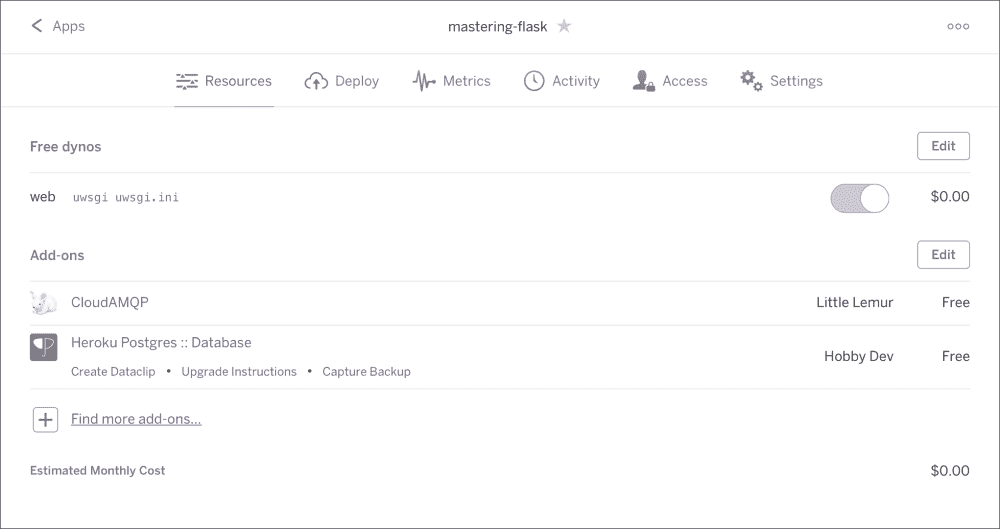 Apps
mastering-flask
Resources Deploy Metrics Activity Access Settings
Free dynos Edit
web uwsgi uwsgi.ini $0.00
Add-ons Edit
CloudAMQP Little Lemur Free
Heroku Postgres :: Database
Hobby Dev Free
Create Dataclip • Upgrade Instructions • Capture Backup
Find more add-ons...
Estimated Monthly Cost $0.00